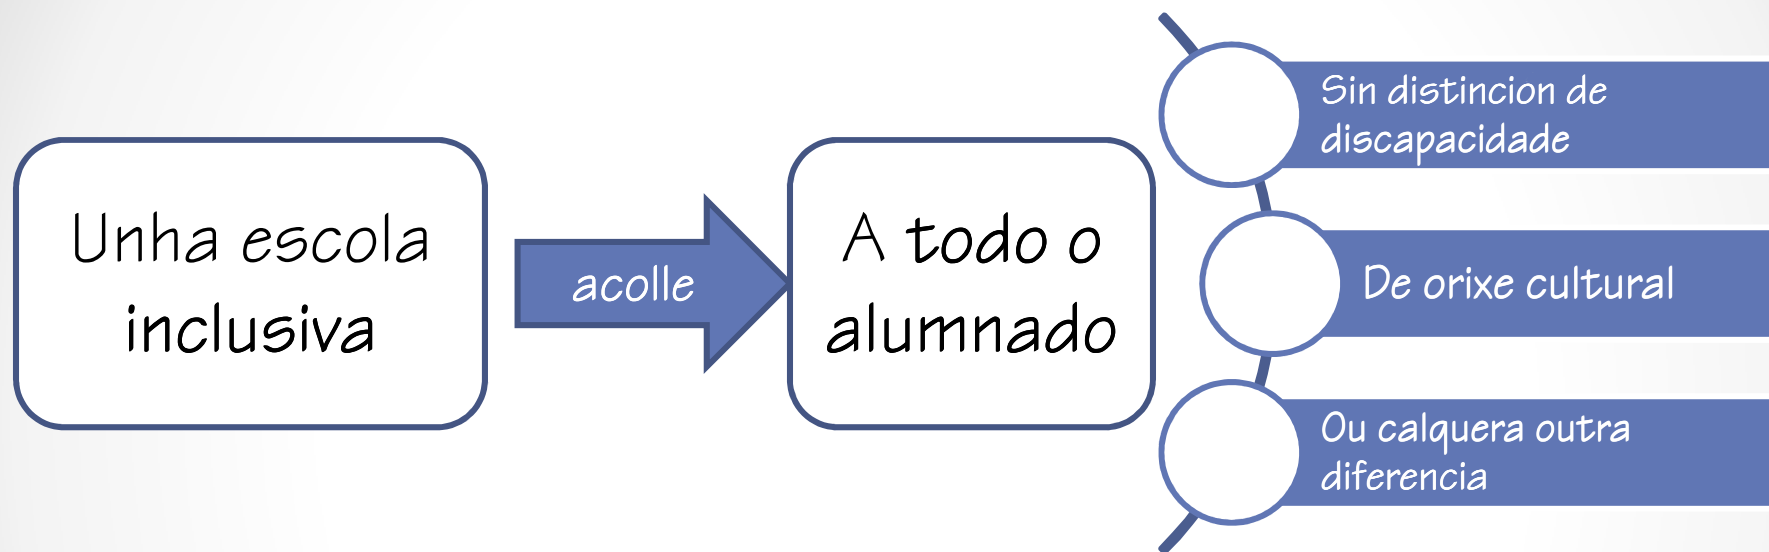 Unha escola
inclusiva
acolle
A todo o
alumnado
Sin distincion de
discapacidade
De orixe cultural
Ou calquera outra
diferencia